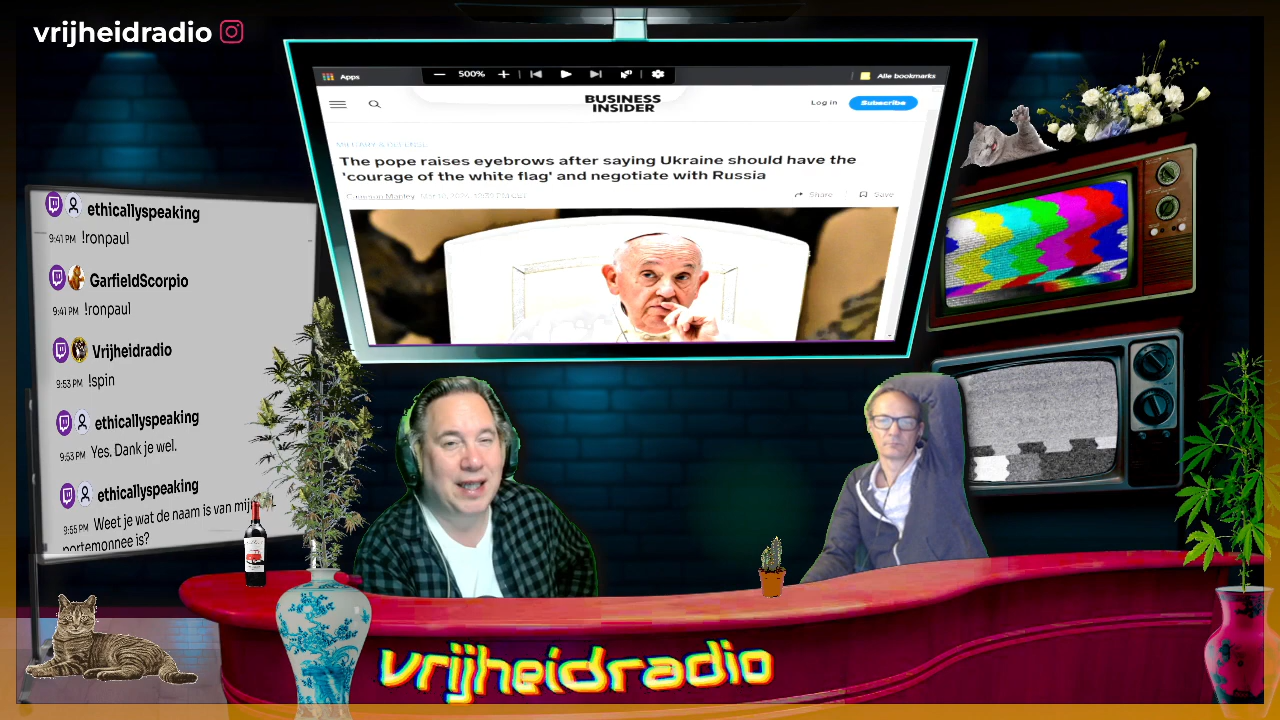 vrijheidradio
Apps
500%
Alle bookmarks
BUSINESS
INSIDER
Log in
Subscribe
The pope raises eyebrows after saying Ukraine should have the
'courage of the white flag' and negotiate with Russia
Share
Save
ethicallyspeaking
9:41 PM !ronpaul
GarfieldScorpio
9:41 PM !ronpaul
Vrijheidradio
9:53 PM !spin
ethicallyspeaking
9:53 PM Yes. Dank je wel.
ethicallyspeaking
9:55 PM Weet je wat de naam is van mijn
portemonnee is?
vrijheidradio